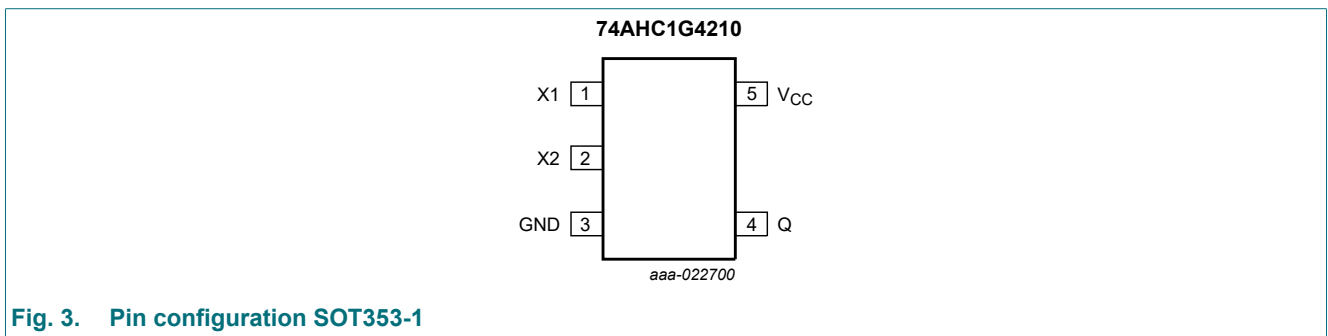 74AHC1G4210
X1 1
5 VCC
X2 2
GND 3
4 Q
aaa-022700
Fig. 3. Pin configuration SOT353-1